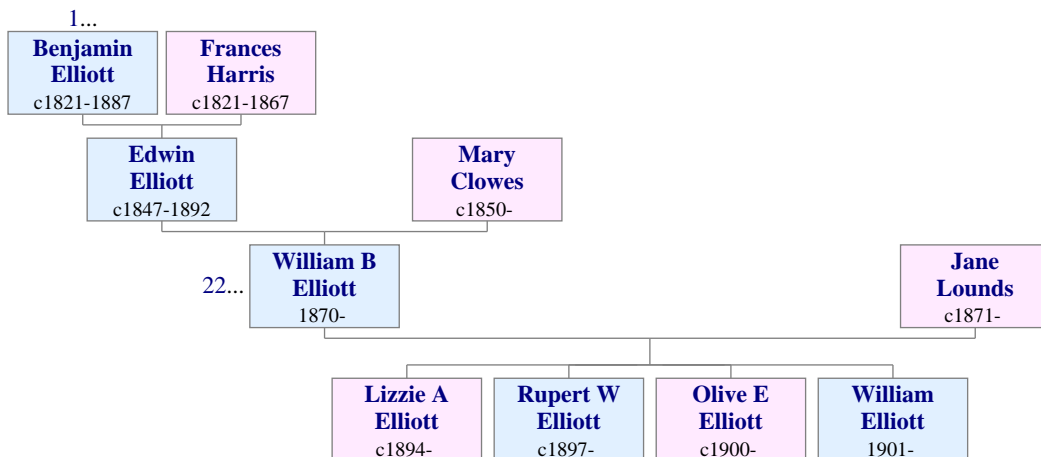 1...
Benjamin
Elliott
c1821-1887
Frances
Harris
c1821-1867
Edwin
Elliott
c1847-1892
Mary
Clowes
c1850-
22...
William B
Elliott
1870-
Jane
Lounds
c1871-
Lizzie A
Elliott
c1894-
Rupert W
Elliott
c1897-
Olive E
Elliott
c1900-
William
Elliott
1901-